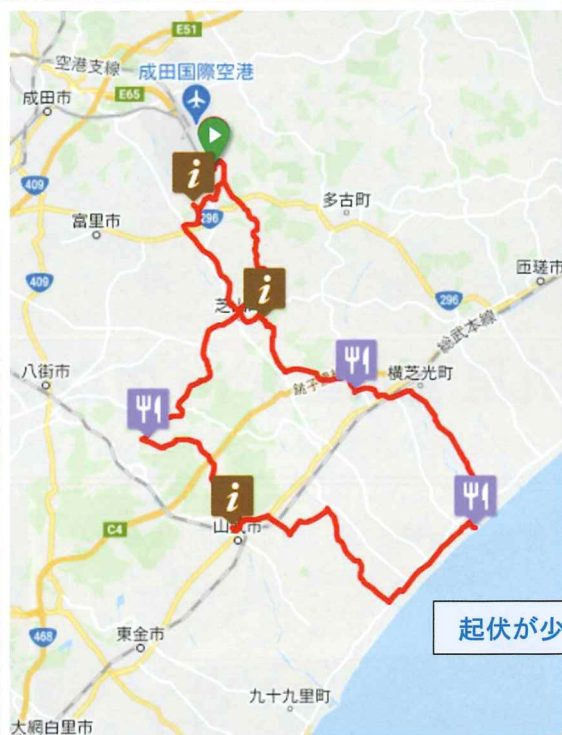 E51
空港支線
成田国際空港
E65
成田市
409
多古町
296
富里市
匝瑳市
409
296
芝山
総武本線
八街市
横芝光町
銚子
C4
山武市
468
東金市
起伏が少
九十九里町
大網白里市